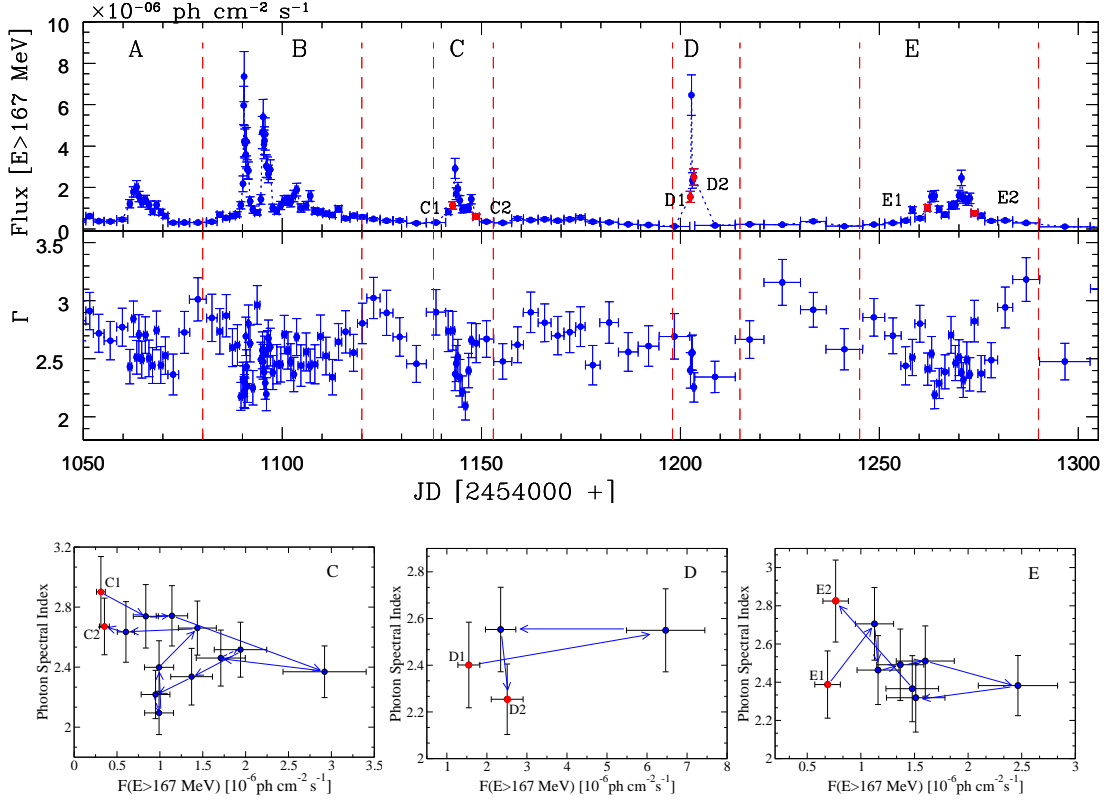 ×10−06 ph cm−2 s−1
Flux [E>167 MeV]
10
8
6
4
2
0
A
B
C
D
E
C1
C2
D1
D2
E1
E2
Γ
3.5
3
2.5
2
1050
1100
1150
1200
1250
1300
JD [2454000 +]
Photon Spectral Index
3.2
2.8
2.4
2
C
C1
C2
0
0.5
1
1.5
2
2.5
3
3.5
F(E>167 MeV) [10-6ph cm-2s-1]
Photon Spectral Index
2.8
2.6
2.4
2.2
2
D
D1
D2
1
2
3
4
5
6
7
8
F(E>167 MeV) [10-6ph cm-2s-1]
Photon Spectral Index
3
2.8
2.6
2.4
2.2
2
E
E2
E1
0.5
1
1.5
2
2.5
3
F(E>167 MeV) [10-6ph cm-2s-1]